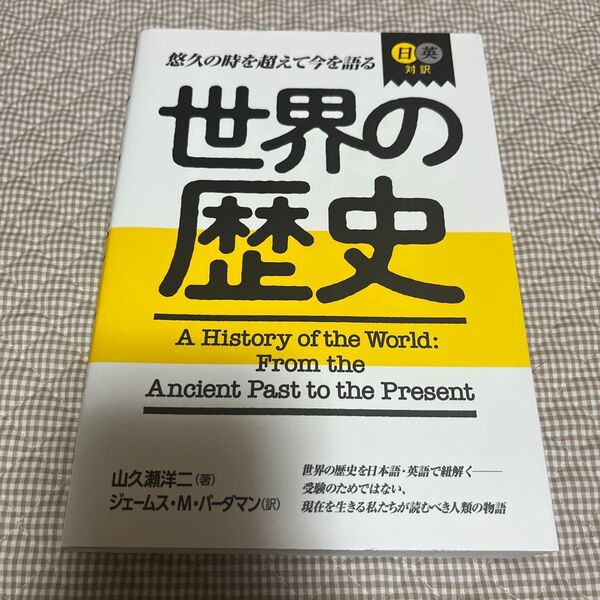 悠久の時を超えて今を語る
日英
対訳
世界の
歴史
A History of the World:
From the
Ancient Past to the Present
山久瀬洋二(著)
ジェームス・M・バーダマン(訳)
世界の歴史を日本語・英語で紐解く——
受験のためではない、
現在を生きる私たちが読むべき人類の物語